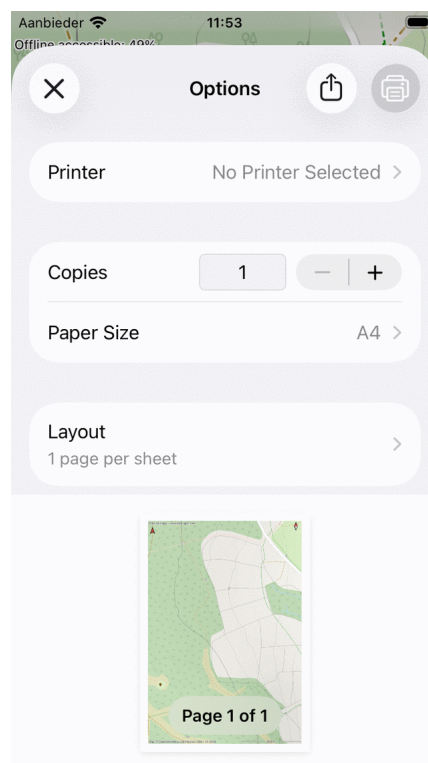 Aanbieder 11:53
Offline accessible: 49%
Options
Printer No Printer Selected
Copies 1
Paper Size A4
Layout
1 page per sheet
Page 1 of 1